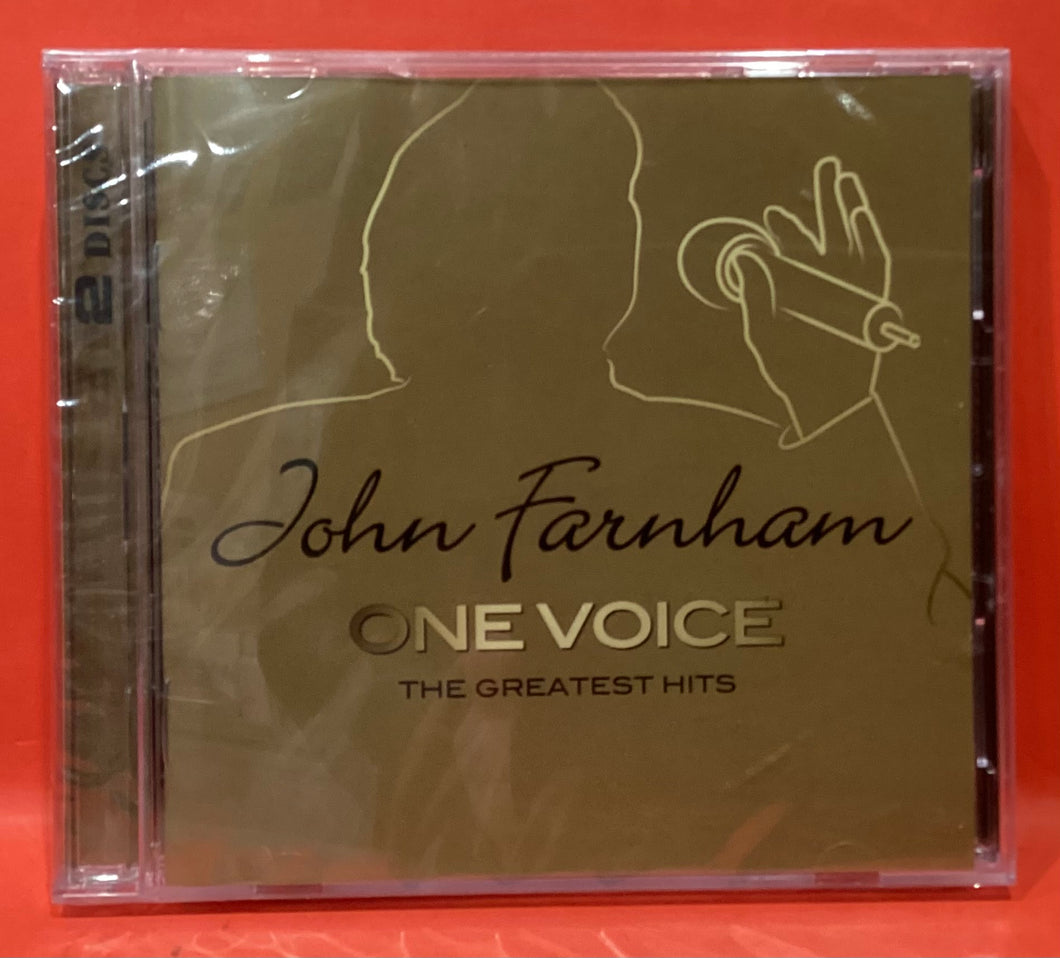 2 DISCS
John Farnham
ONE VOICE
THE GREATEST HITS